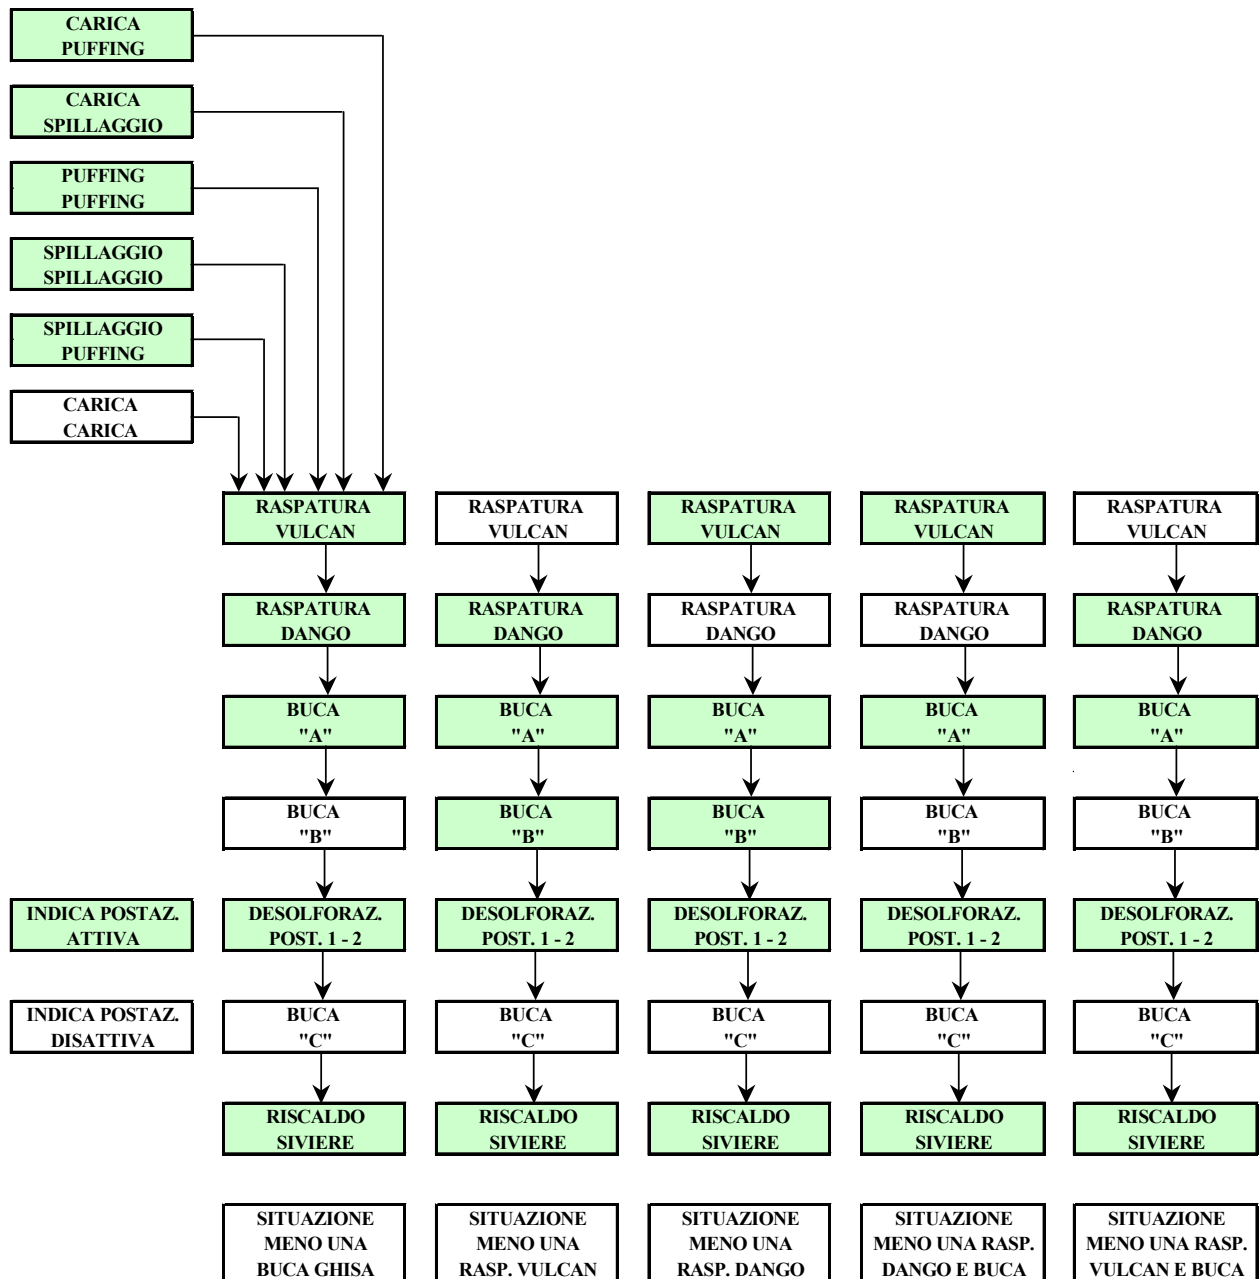 CARICA
PUFFING
CARICA
SPILLAGGIO
PUFFING
PUFFING
SPILLAGGIO
SPILLAGGIO
SPILLAGGIO
PUFFING
CARICA
CARICA
RASPATURA
VULCAN
RASPATURA
VULCAN
RASPATURA
VULCAN
RASPATURA
VULCAN
RASPATURA
VULCAN
RASPATURA
DANGO
RASPATURA
DANGO
RASPATURA
DANGO
RASPATURA
DANGO
RASPATURA
DANGO
BUCA
"A"
BUCA
"A"
BUCA
"A"
BUCA
"A"
BUCA
"A"
BUCA
"B"
BUCA
"B"
BUCA
"B"
BUCA
"B"
BUCA
"B"
INDICA POSTAZ.
ATTIVA
DESOLFORAZ.
POST. 1 - 2
DESOLFORAZ.
POST. 1 - 2
DESOLFORAZ.
POST. 1 - 2
DESOLFORAZ.
POST. 1 - 2
DESOLFORAZ.
POST. 1 - 2
INDICA POSTAZ.
DISATTIVA
BUCA
"C"
BUCA
"C"
BUCA
"C"
BUCA
"C"
BUCA
"C"
RISCALDO
SIVIERE
RISCALDO
SIVIERE
RISCALDO
SIVIERE
RISCALDO
SIVIERE
RISCALDO
SIVIERE
SITUAZIONE
MENO UNA
BUCA GHISA
SITUAZIONE
MENO UNA
RASP. VULCAN
SITUAZIONE
MENO UNA
RASP. DANGO
SITUAZIONE
MENO UNA RASP.
DANGO E BUCA
SITUAZIONE
MENO UNA RASP.
VULCAN E BUCA